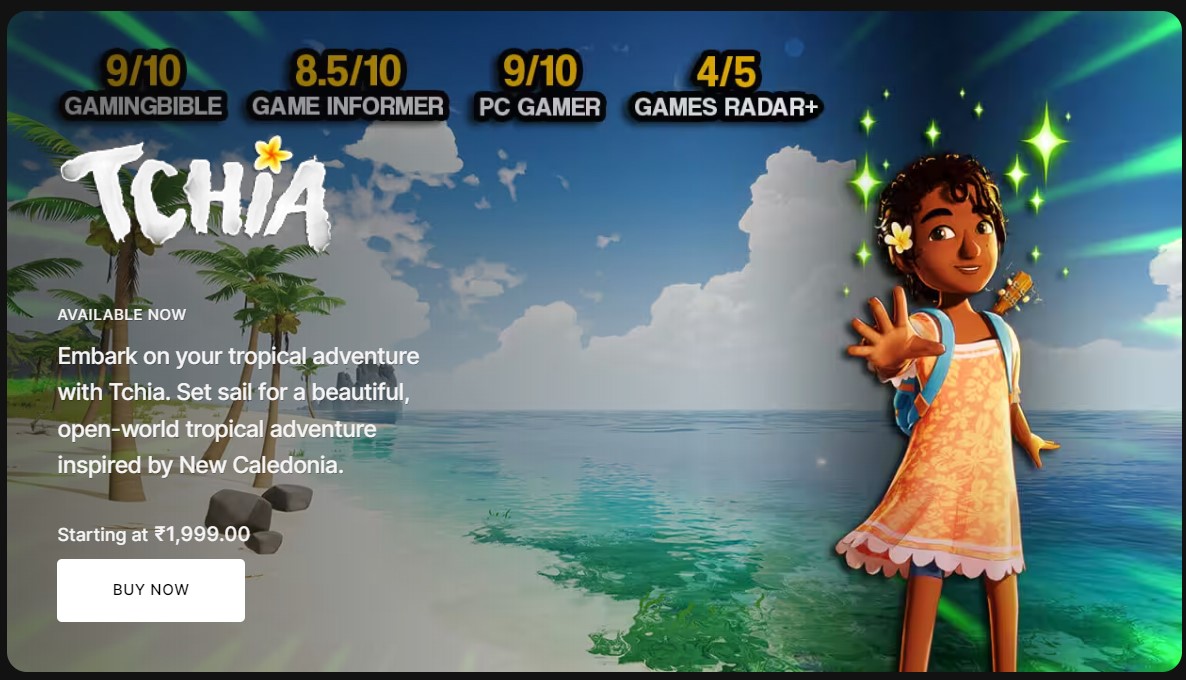 9/10 8.5/10 9/10 4/5
GAMINGBIBLE GAME INFORMER PC GAMER GAMES RADAR+
TCHIA
AVAILABLE NOW
Embark on your tropical adventure
with Tchia. Set sail for a beautiful,
open-world tropical adventure
inspired by New Caledonia.
Starting at ₹1,999.00
BUY NOW